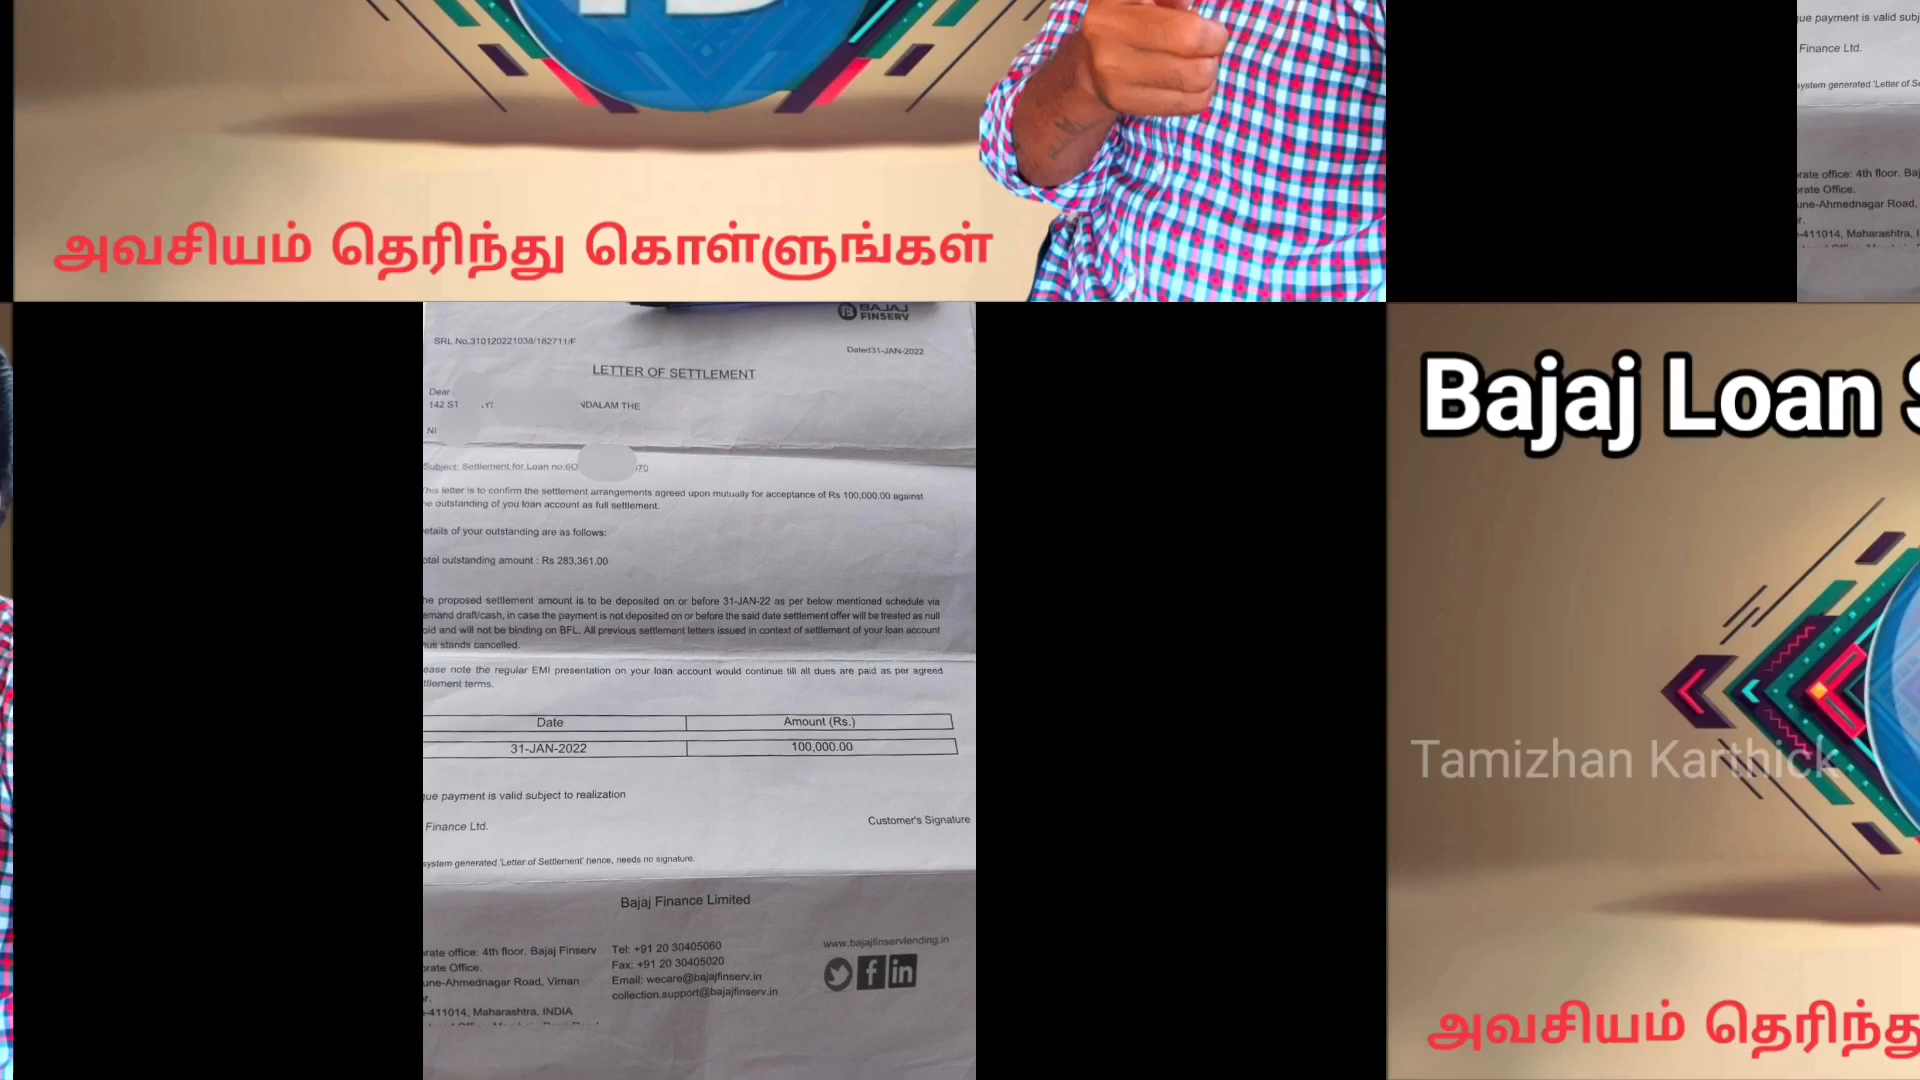 அவசியம் தெரிந்து கொள்ளுங்கள்
ue payment is valid subj
Finance Ltd.
ystem generated 'Letter of Se
rate office: 4th floor. Baj
rate Office.
une-Ahmednagar Road,
r.
-411014, Maharashtra, I
BAJAJ
FINSERV
SRL No.310120221038/182711/F
Dated31-JAN-2022
LETTER OF SETTLEMENT
Dear
142 S1 NDALAM THE
NI
Subject: Settlement for Loan no:6O 70
his letter is to confirm the settlement arrangements agreed upon mutually for acceptance of Rs 100,000.00 against
he outstanding of you loan account as full settlement.
etails of your outstanding are as follows:
otal outstanding amount : Rs 283,361.00
he proposed settlement amount is to be deposited on or before 31-JAN-22 as per below mentioned schedule via
emand draft/cash, in case the payment is not deposited on or before the said date settlement offer will be treated as null
oid and will not be binding on BFL. All previous settlement letters issued in context of settlement of your loan account
hus stands cancelled.
ease note the regular EMI presentation on your loan account would continue till all dues are paid as per agreed
ttlement terms.
Date Amount (Rs.)
31-JAN-2022 100,000.00
ue payment is valid subject to realization
Finance Ltd.
Customer's Signature
ystem generated 'Letter of Settlement' hence, needs no signature.
Bajaj Finance Limited
rate office: 4th floor. Bajaj Finserv
rate Office.
une-Ahmednagar Road, Viman
r,
-411014, Maharashtra, INDIA
Tel: +91 20 30405060
Fax: +91 20 30405020
Email: wecare@bajajfinserv.in
collection.support@bajajfinserv.in
www.bajajfinservlending.in
Bajaj Loan S
Tamizhan Karthick
அவசியம் தெரிந்து